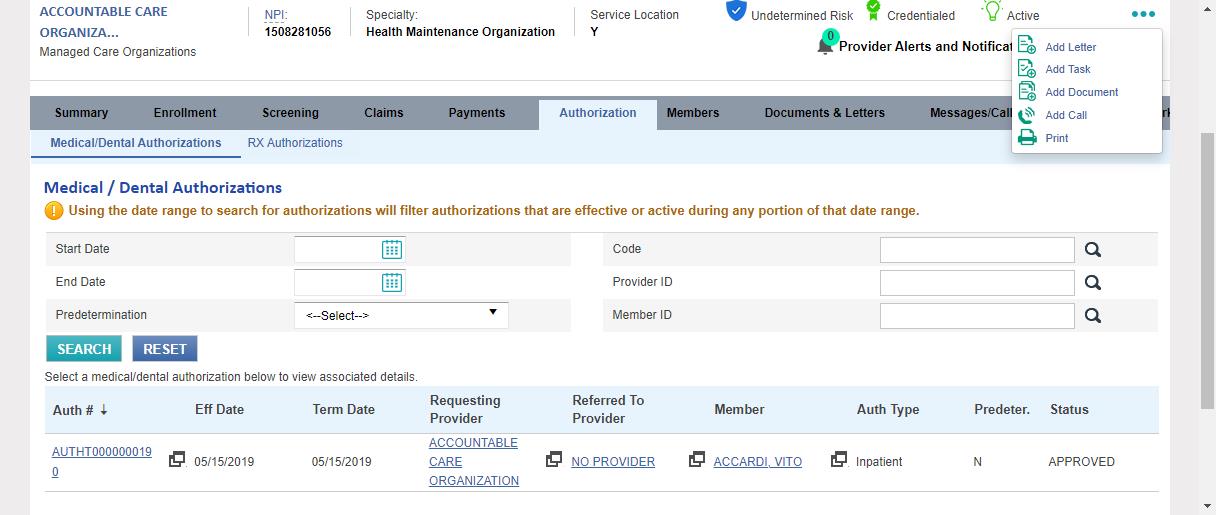 ACCOUNTABLE CARE
ORGANIZA...
Managed Care Organizations
NPI:
1508281056
Specialty:
Health Maintenance Organization
Service Location
Y
Undetermined Risk
Credentialed
Active
0
Provider Alerts and Notificat
Add Letter
Add Task
Add Document
Add Call
Print
Summary Enrollment Screening Claims Payments Authorization Members Documents & Letters Messages/Call
Medical/Dental Authorizations RX Authorizations
Medical / Dental Authorizations
Using the date range to search for authorizations will filter authorizations that are effective or active during any portion of that date range.
Start Date
Code
End Date
Provider ID
Predetermination
<--Select-->
Member ID
SEARCH RESET
Select a medical/dental authorization below to view associated details.
Auth # ↓ Eff Date Term Date Requesting Provider Referred To Provider Member Auth Type Predeter. Status
AUTHT0000000190 05/15/2019 05/15/2019 ACCOUNTABLE CARE ORGANIZATION NO PROVIDER ACCARDI, VITO Inpatient N APPROVED